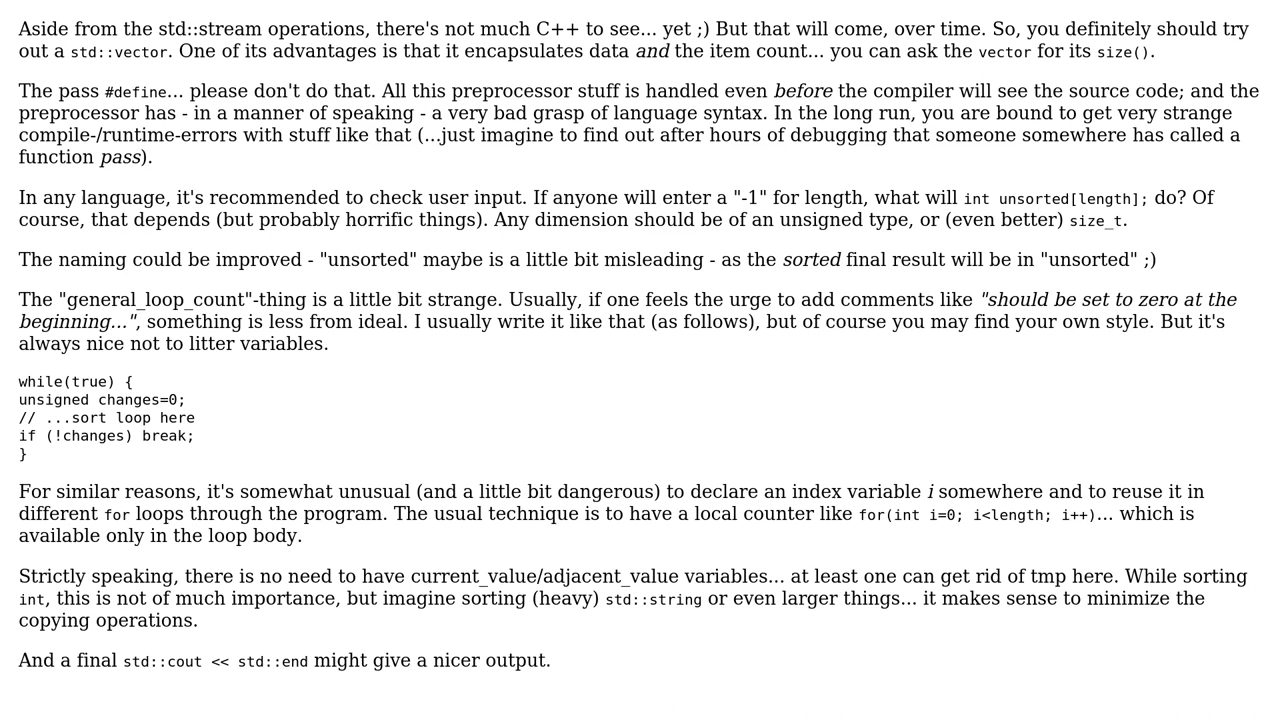 Aside from the std::stream operations, there's not much C++ to see... yet ;) But that will come, over time. So, you definitely should try
out a std::vector. One of its advantages is that it encapsulates data and the item count... you can ask the vector for its size().
The pass #define... please don't do that. All this preprocessor stuff is handled even before the compiler will see the source code; and the
preprocessor has - in a manner of speaking - a very bad grasp of language syntax. In the long run, you are bound to get very strange
compile-/runtime-errors with stuff like that (...just imagine to find out after hours of debugging that someone somewhere has called a
function pass).
In any language, it's recommended to check user input. If anyone will enter a "-1" for length, what will int unsorted[length]; do? Of
course, that depends (but probably horrific things). Any dimension should be of an unsigned type, or (even better) size_t.
The naming could be improved - "unsorted" maybe is a little bit misleading - as the sorted final result will be in "unsorted" ;)
The "general_loop_count"-thing is a little bit strange. Usually, if one feels the urge to add comments like "should be set to zero at the
beginning...", something is less from ideal. I usually write it like that (as follows), but of course you may find your own style. But it's
always nice not to litter variables.
while(true) {
unsigned changes=0;
// ...sort loop here
if (!changes) break;
}
For similar reasons, it's somewhat unusual (and a little bit dangerous) to declare an index variable i somewhere and to reuse it in
different for loops through the program. The usual technique is to have a local counter like for(int i=0; i<length; i++)... which is
available only in the loop body.
Strictly speaking, there is no need to have current_value/adjacent_value variables... at least one can get rid of tmp here. While sorting
int, this is not of much importance, but imagine sorting (heavy) std::string or even larger things... it makes sense to minimize the
copying operations.
And a final std::cout << std::end might give a nicer output.